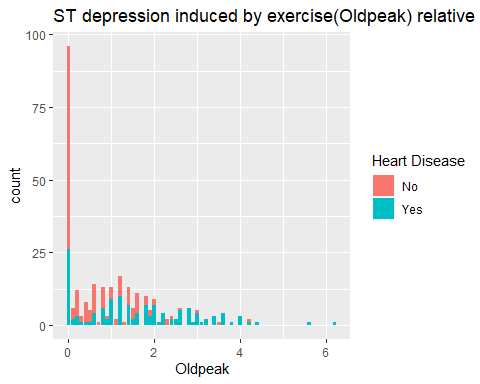 ST depression induced by exercise(Oldpeak) relative
100
75
50
25
0
count
0
2
4
6
Oldpeak
Heart Disease
No
Yes